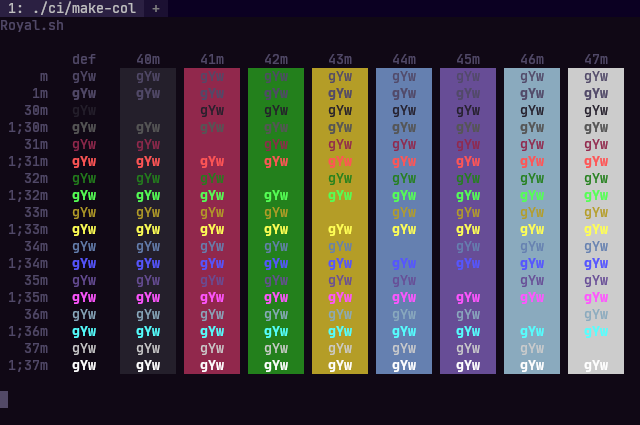 1: ./ci/make-col +
Royal.sh
def 40m 41m 42m 43m 44m 45m 46m 47m
m gYw gYw gYw gYw gYw gYw gYw gYw gYw
1m gYw gYw gYw gYw gYw gYw gYw gYw gYw
30m gYw gYw gYw gYw gYw gYw gYw gYw
1;30m gYw gYw gYw gYw gYw gYw gYw gYw gYw
31m gYw gYw gYw gYw gYw gYw gYw gYw
1;31m gYw gYw gYw gYw gYw gYw gYw gYw gYw
32m gYw gYw gYw gYw gYw gYw gYw gYw
1;32m gYw gYw gYw gYw gYw gYw gYw gYw gYw
33m gYw gYw gYw gYw gYw gYw gYw gYw
1;33m gYw gYw gYw gYw gYw gYw gYw gYw gYw
34m gYw gYw gYw gYw gYw gYw gYw gYw
1;34m gYw gYw gYw gYw gYw gYw gYw gYw gYw
35m gYw gYw gYw gYw gYw gYw gYw gYw
1;35m gYw gYw gYw gYw gYw gYw gYw gYw gYw
36m gYw gYw gYw gYw gYw gYw gYw gYw
1;36m gYw gYw gYw gYw gYw gYw gYw gYw gYw
37m gYw gYw gYw gYw gYw gYw gYw gYw
1;37m gYw gYw gYw gYw gYw gYw gYw gYw gYw